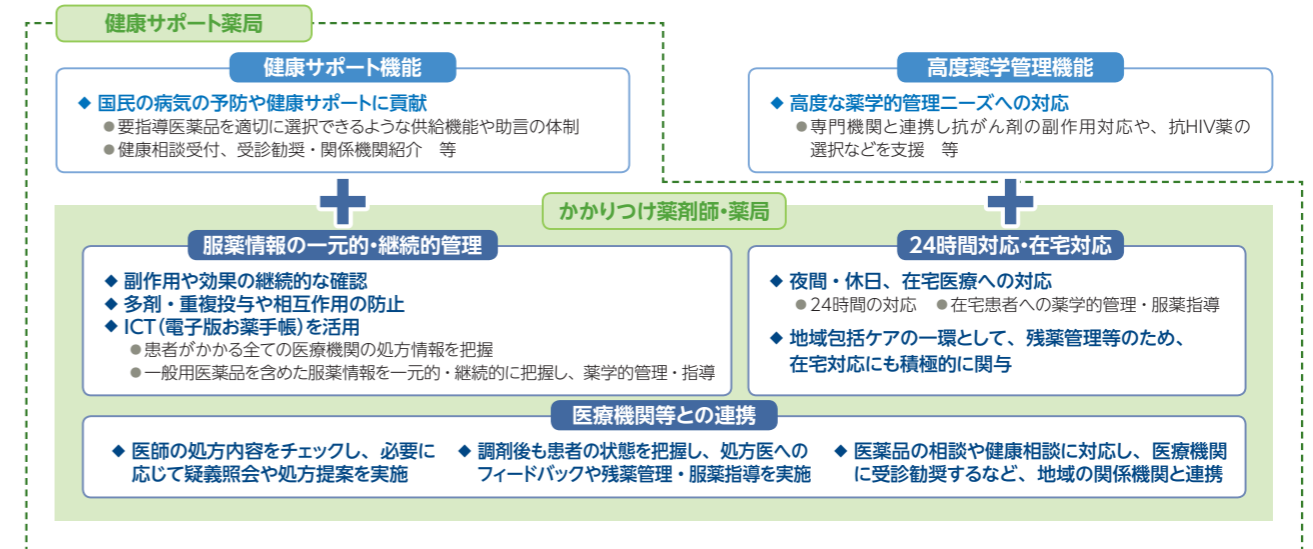 健康サポート薬局
健康サポート機能
◆ 国民の病気の予防や健康サポートに貢献
●要指導医薬品を適切に選択できるような供給機能や助言の体制
●健康相談受付、受診勧奨・関係機関紹介　等
高度薬学管理機能
◆ 高度な薬学的管理ニーズへの対応
●専門機関と連携し抗がん剤の副作用対応や、抗HIV薬の
選択などを支援　等
かかりつけ薬剤師・薬局
服薬情報の一元的・継続的管理
◆ 副作用や効果の継続的な確認
◆ 多剤・重複投与や相互作用の防止
◆ ICT（電子版お薬手帳）を活用
●患者がかかる全ての医療機関の処方情報を把握
●一般用医薬品を含めた服薬情報を一元的・継続的に把握し、薬学的管理・指導
24時間対応・在宅対応
◆ 夜間・休日、在宅医療への対応
●24時間の対応　●在宅患者への薬学的管理・服薬指導
◆ 地域包括ケアの一環として、残薬管理等のため、
在宅対応にも積極的に関与
医療機関等との連携
◆ 医師の処方内容をチェックし、必要に
応じて疑義照会や処方提案を実施
◆ 調剤後も患者の状態を把握し、処方医への
フィードバックや残薬管理・服薬指導を実施
◆ 医薬品の相談や健康相談に対応し、医療機関
に受診勧奨するなど、地域の関係機関と連携